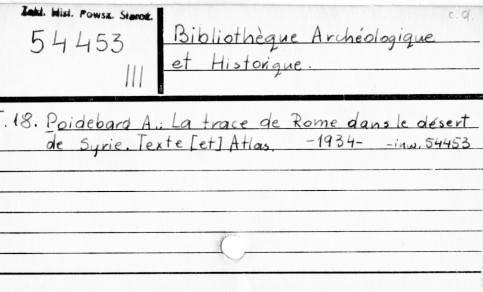 Zakł. Hist. Powsz. Staroż.
c.d.
54453
III
Bibliothèque Archéologique
et Historique.
T. 18. Poidebard A.: La trace de Rome dans le désert
de Syrie. Texte [et] Atlas. -1934- -inw. 54453